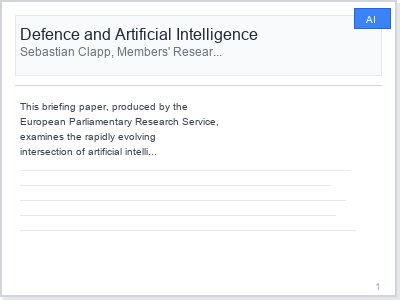 AI
Defence and Artificial Intelligence
Sebastian Clapp, Members' Resear...
This briefing paper, produced by the
European Parliamentary Research Service,
examines the rapidly evolving
intersection of artificial intelli...
1